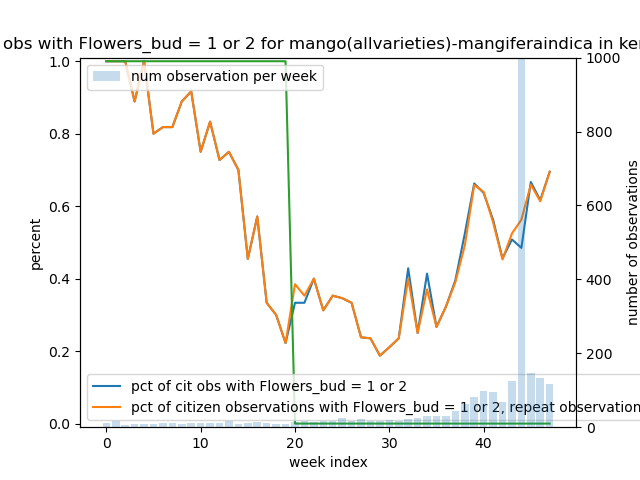 obs with Flowers_bud = 1 or 2 for mango(allvarieties)-mangiferaindica in ker
num observation per week
1.0
0.8
0.6
0.4
0.2
0.0
percent
1000
800
600
400
200
0
number of observations
pct of cit obs with Flowers_bud = 1 or 2
pct of citizen observations with Flowers_bud = 1 or 2, repeat observation
0 10 20 30 40
week index